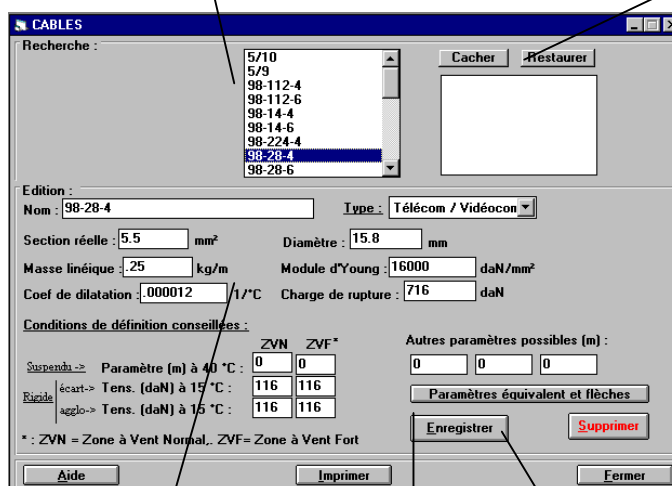 CABLES
Recherche :
5/10
5/9
98-112-4
98-112-6
98-14-4
98-14-6
98-224-4
98-28-4
98-28-6
Cacher Restaurer
Edition :
Nom : 98-28-4 Type : Télécom / Vidéocom
Section réelle : 5.5 mm² Diamètre : 15.8 mm
Masse linéique : .25 kg/m Module d'Young : 16000 daN/mm²
Coef de dilatation : .000012 1/°C Charge de rupture : 716 daN
Conditions de définition conseillées :
ZVN ZVF*
Autres paramètres possibles (m) :
Suspendu -> Paramètre (m) à 40 °C : 0 0 0 0 0
Rigide écart-> Tens. (daN) à 15 °C : 116 116
agglo-> Tens. (daN) à 15 °C : 116 116
Paramètres équivalent et flèches
Enregistrer Supprimer
* : ZVN = Zone à Vent Normal,. ZVF= Zone à Vent Fort
Aide Imprimer Fermer